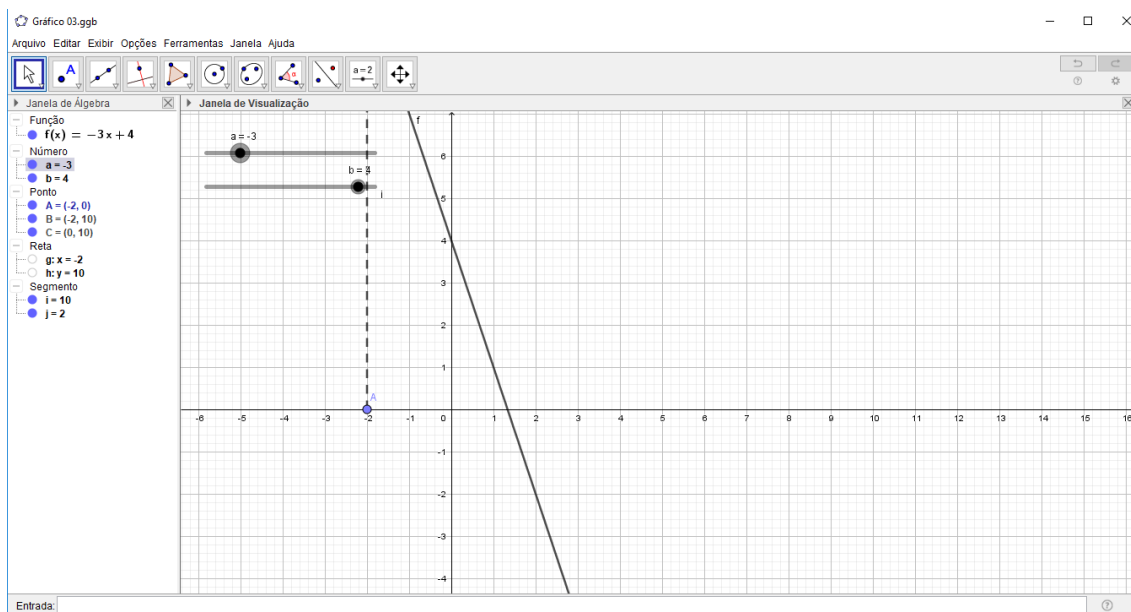 Gráfico 03.ggb
Arquivo Editar Exibir Opções Ferramentas Janela Ajuda
A
a=2
α
Janela de Álgebra
Janela de Visualização
Função
f(x) = −3 x + 4
Número
a = -3
b = 4
Ponto
A = (-2, 0)
B = (-2, 10)
C = (0, 10)
Reta
g: x = -2
h: y = 10
Segmento
i = 10
j = 2
a = -3
b = 4
i
f
A
6
5
4
3
2
1
-6 -5 -4 -3 -2 -1 0 1 2 3 4 5 6 7 8 9 10 11 12 13 14 15 16
-1
-2
-3
-4
Entrada: